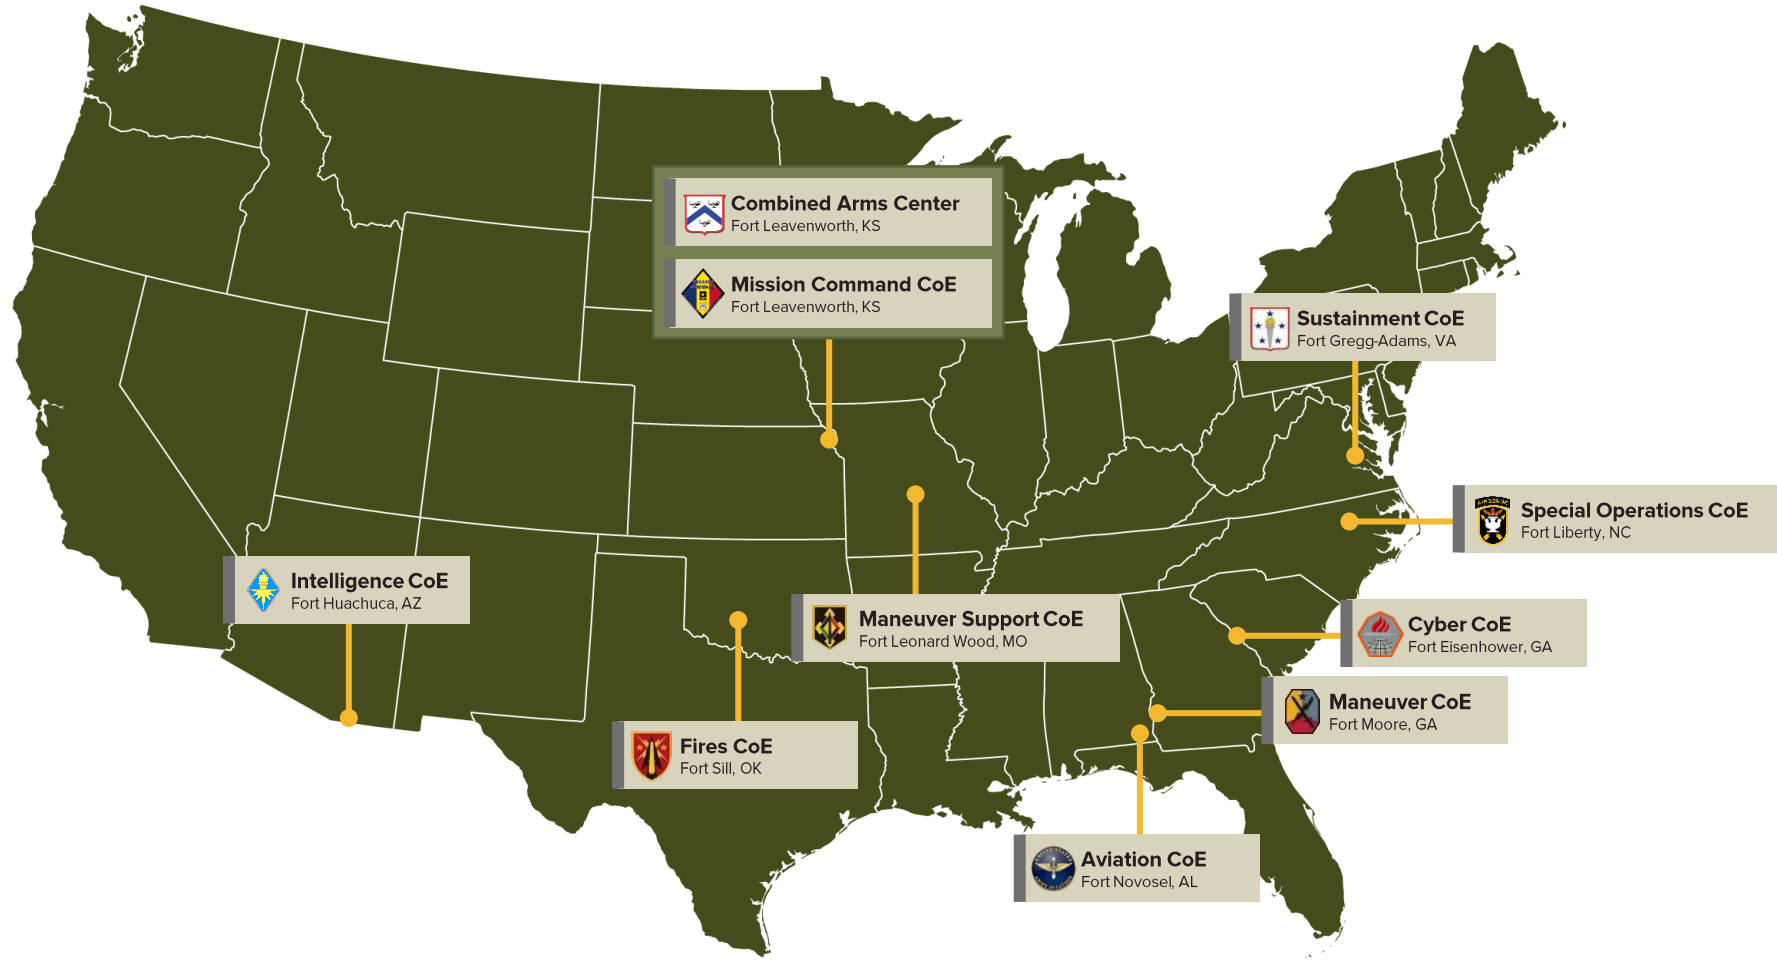 Combined Arms Center
Fort Leavenworth, KS
Mission Command CoE
Fort Leavenworth, KS
Sustainment CoE
Fort Gregg-Adams, VA
Special Operations CoE
Fort Liberty, NC
Intelligence CoE
Fort Huachuca, AZ
Maneuver Support CoE
Fort Leonard Wood, MO
Cyber CoE
Fort Eisenhower, GA
Maneuver CoE
Fort Moore, GA
Fires CoE
Fort Sill, OK
Aviation CoE
Fort Novosel, AL